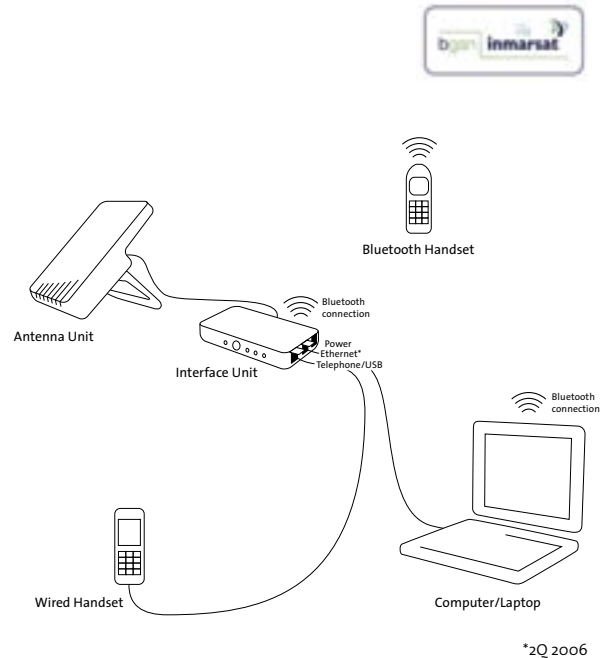 bgan inmarsat
Bluetooth Handset
Bluetooth
connection
Antenna Unit
Power
Ethernet*
Telephone/USB
Interface Unit
Bluetooth
connection
Wired Handset
Computer/Laptop
*2Q 2006